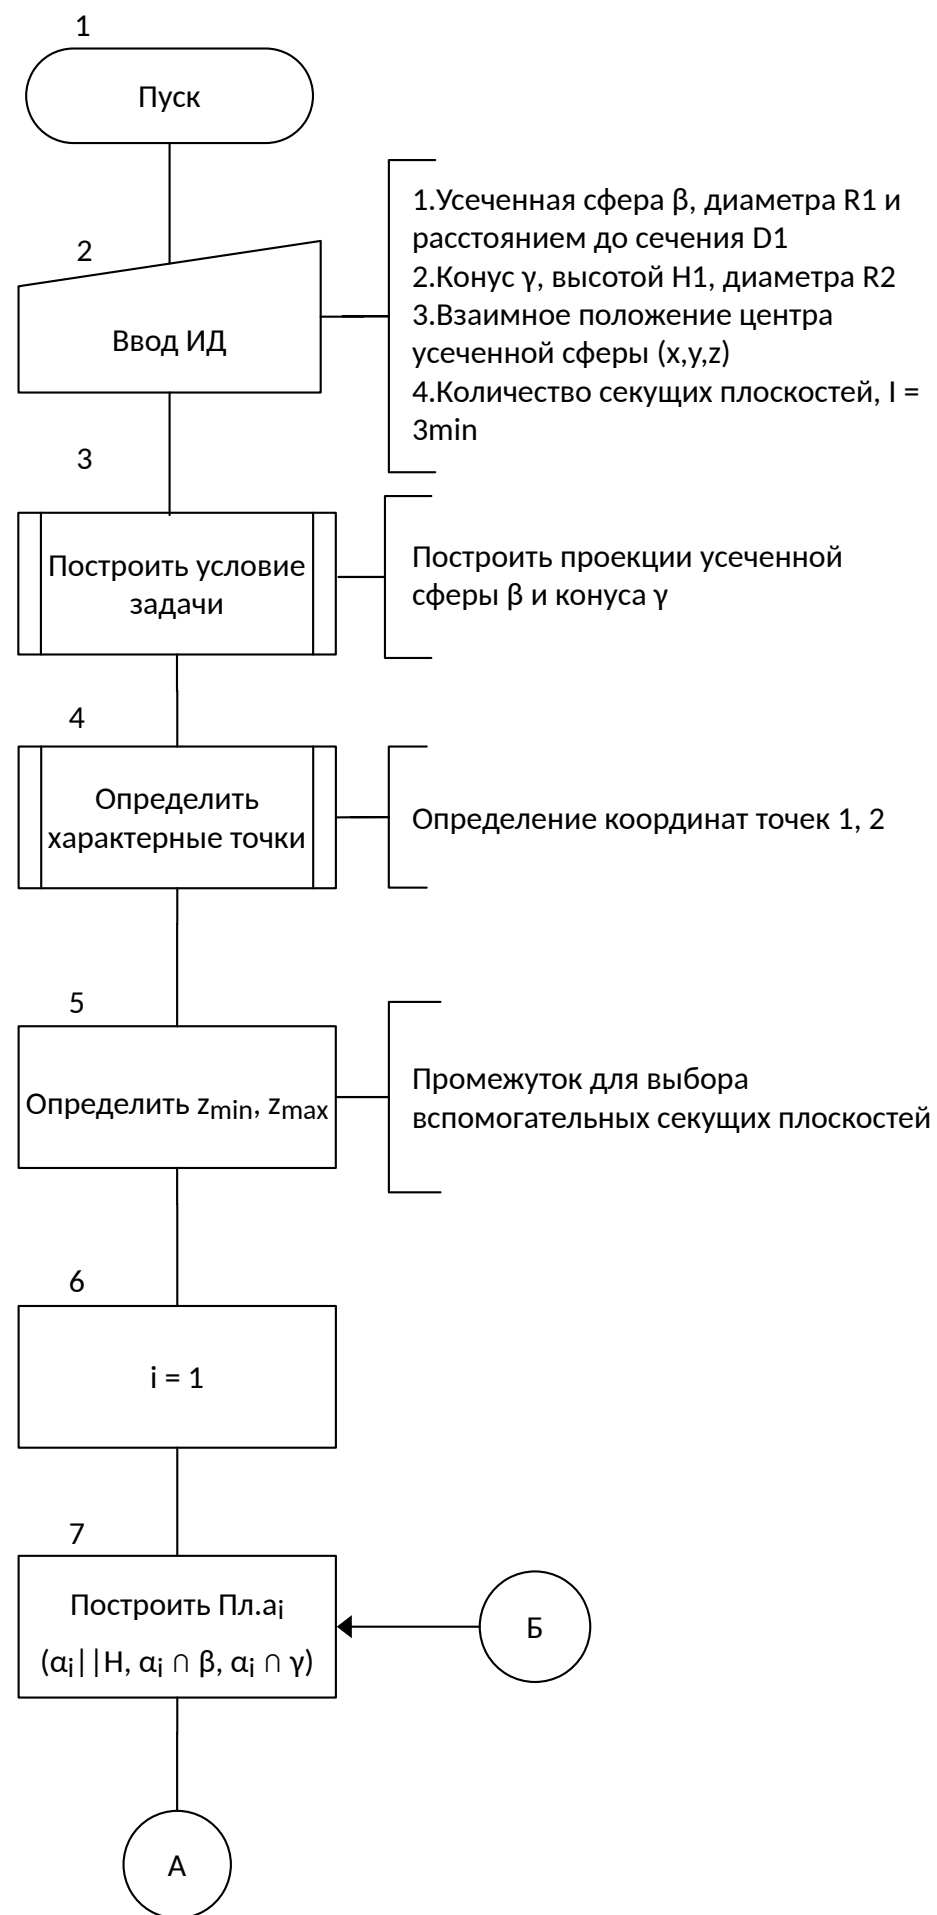 1
Пуск
2
Ввод ИД
1.Усеченная сфера β, диаметра R1 и
расстоянием до сечения D1
2.Конус γ, высотой H1, диаметра R2
3.Взаимное положение центра
усеченной сферы (x,y,z)
4.Количество секущих плоскостей, I =
3min
3
Построить условие
задачи
Построить проекции усеченной
сферы β и конуса γ
4
Определить
характерные точки
Определение координат точек 1, 2
5
Определить zmin, zmax
Промежуток для выбора
вспомогательных секущих плоскостей
6
i = 1
7
Построить Пл.ai
(αi||H, αi ∩ β, αi ∩ γ)
Б
А